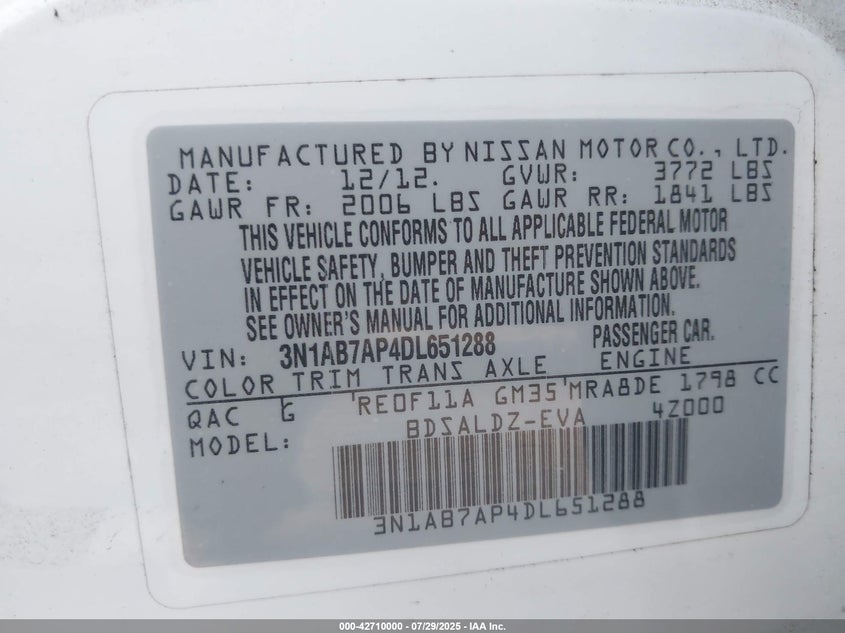 MANUFACTURED BY NISSAN MOTOR CO., LTD.
DATE: 12/12. GVWR: 3772 LBS
GAWR FR: 2006 LBS GAWR RR: 1841 LBS
THIS VEHICLE CONFORMS TO ALL APPLICABLE FEDERAL MOTOR
VEHICLE SAFETY, BUMPER AND THEFT PREVENTION STANDARDS
IN EFFECT ON THE DATE OF MANUFACTURE SHOWN ABOVE.
SEE OWNER'S MANUAL FOR ADDITIONAL INFORMATION.
VIN: 3N1AB7AP4DL651288 PASSENGER CAR.
COLOR TRIM TRANS AXLE ENGINE
QAC G RE0F11A GM35 MRA8DE 1798 CC
MODEL: BDSALDZ-EVA 4Z000
3N1AB7AP4DL651288
000-42710000 | 07/29/2025 - IAA Inc.